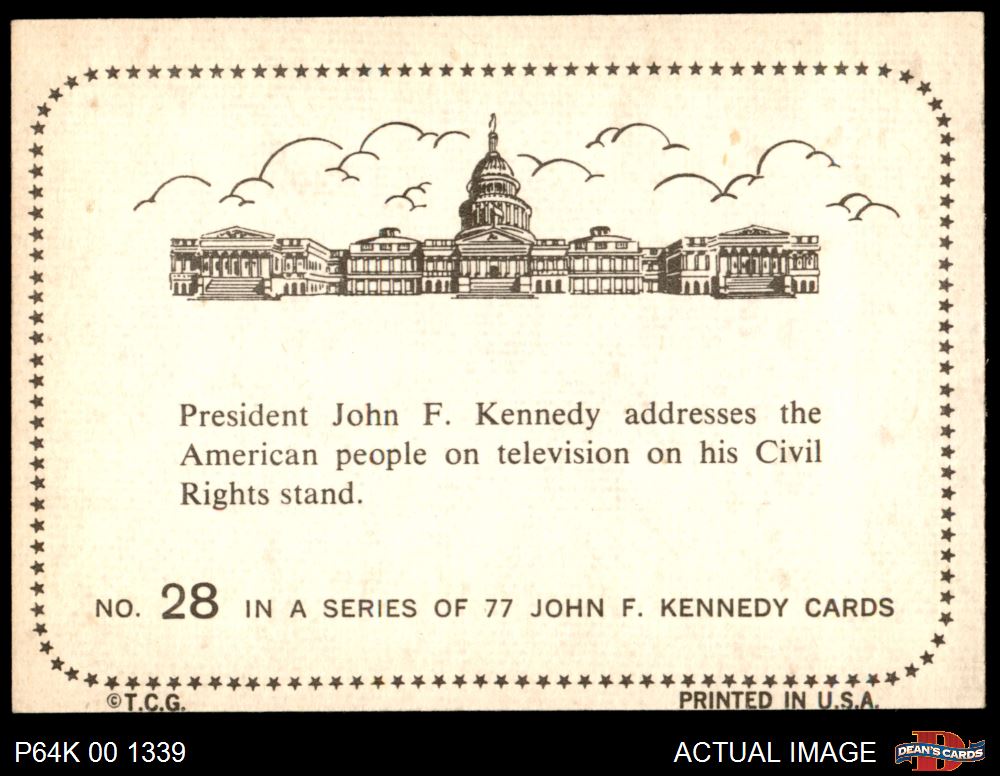 President John F. Kennedy addresses the
American people on television on his Civil
Rights stand.
NO. 28 IN A SERIES OF 77 JOHN F. KENNEDY CARDS
©T.C.G.
PRINTED IN U.S.A.
P64K 00 1339
ACTUAL IMAGE
D
DEAN'S CARDS